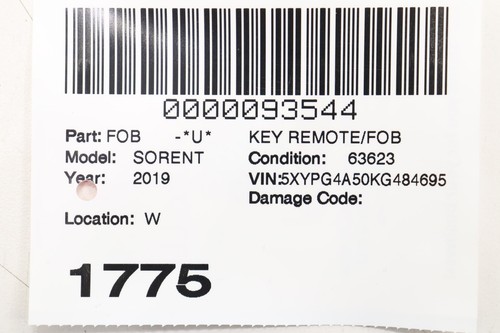 0000093544
Part: FOB -*U* KEY REMOTE/FOB
Model: SORENT Condition: 63623
Year: 2019 VIN:5XYPG4A50KG484695
Damage Code:
Location: W
1775